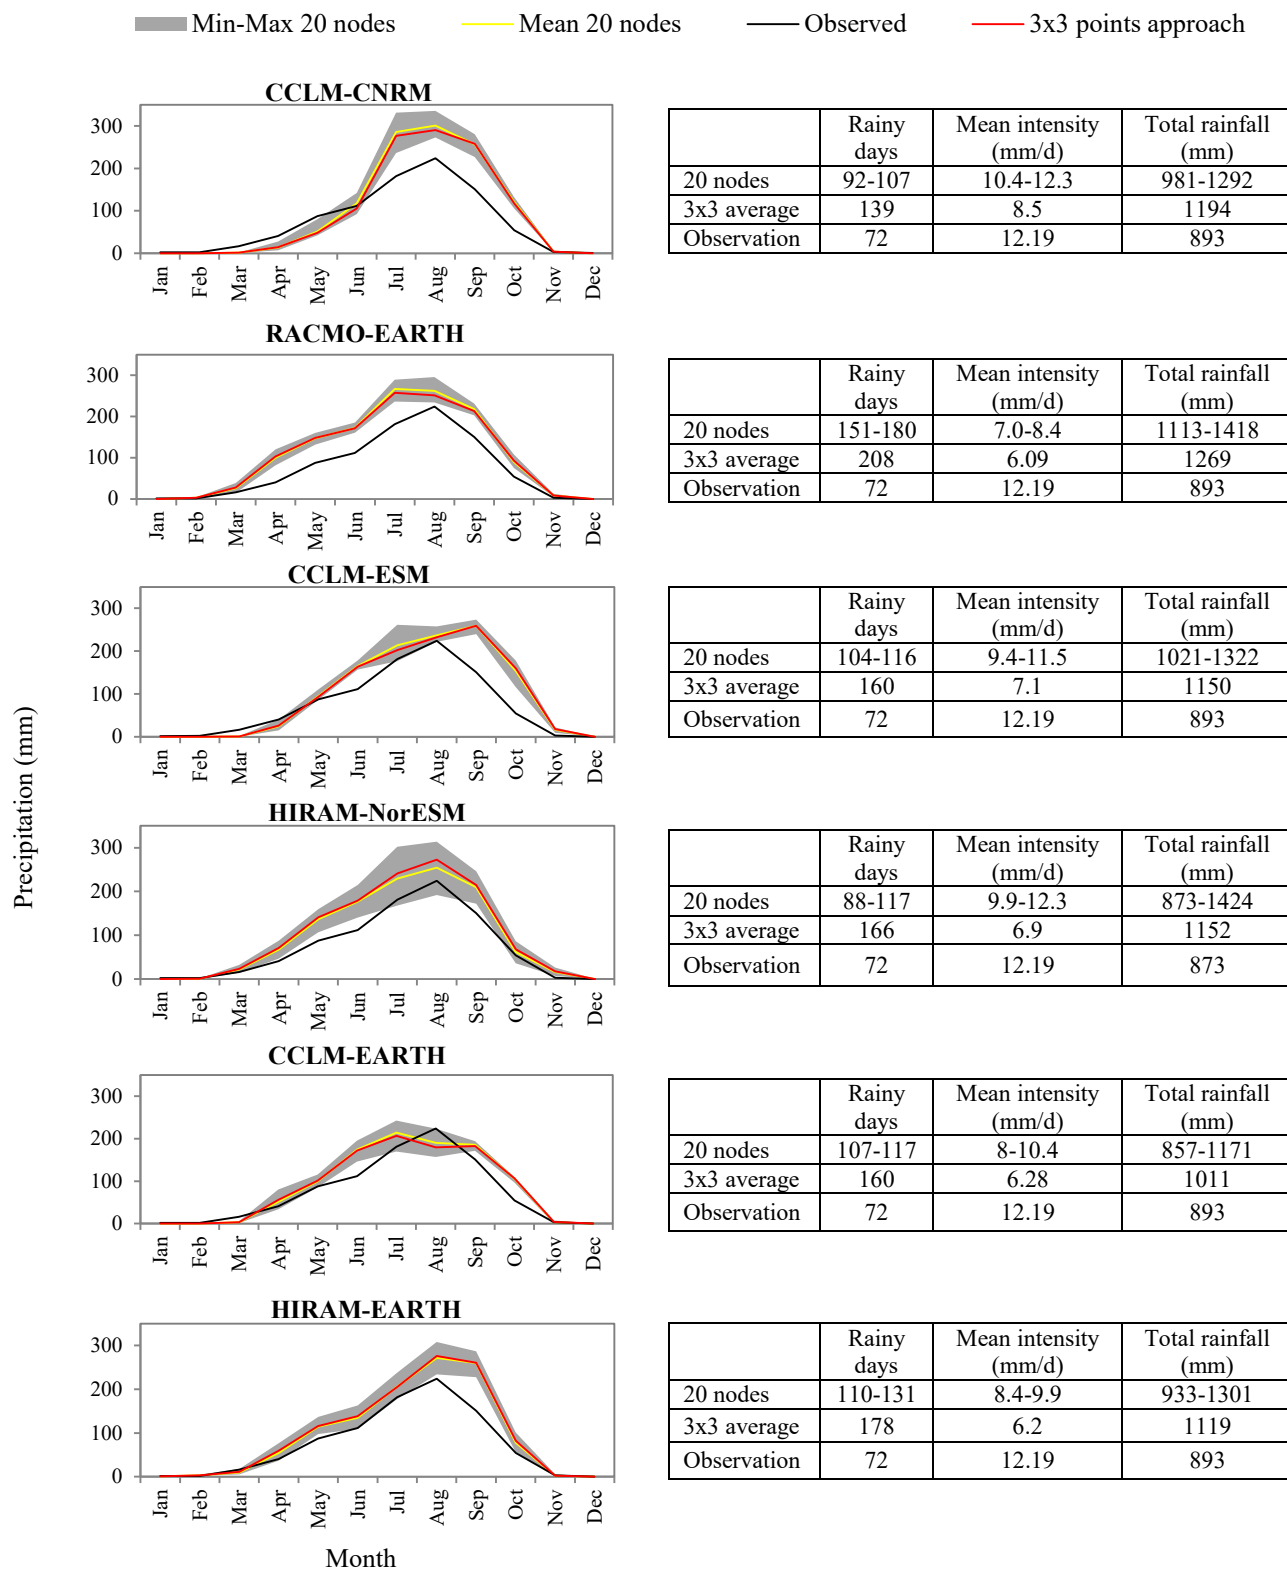 Min-Max 20 nodes Mean 20 nodes Observed 3x3 points approach
Precipitation (mm)
CCLM-CNRM
300
200
100
0
Jan Feb Mar Apr May Jun Jul Aug Sep Oct Nov Dec
Rainy days Mean intensity (mm/d) Total rainfall (mm)
20 nodes 92-107 10.4-12.3 981-1292
3x3 average 139 8.5 1194
Observation 72 12.19 893
RACMO-EARTH
300
200
100
0
Jan Feb Mar Apr May Jun Jul Aug Sep Oct Nov Dec
Rainy days Mean intensity (mm/d) Total rainfall (mm)
20 nodes 151-180 7.0-8.4 1113-1418
3x3 average 208 6.09 1269
Observation 72 12.19 893
CCLM-ESM
300
200
100
0
Jan Feb Mar Apr May Jun Jul Aug Sep Oct Nov Dec
Rainy days Mean intensity (mm/d) Total rainfall (mm)
20 nodes 104-116 9.4-11.5 1021-1322
3x3 average 160 7.1 1150
Observation 72 12.19 893
HIRAM-NorESM
300
200
100
0
Jan Feb Mar Apr May Jun Jul Aug Sep Oct Nov Dec
Rainy days Mean intensity (mm/d) Total rainfall (mm)
20 nodes 88-117 9.9-12.3 873-1424
3x3 average 166 6.9 1152
Observation 72 12.19 873
CCLM-EARTH
300
200
100
0
Jan Feb Mar Apr May Jun Jul Aug Sep Oct Nov Dec
Rainy days Mean intensity (mm/d) Total rainfall (mm)
20 nodes 107-117 8-10.4 857-1171
3x3 average 160 6.28 1011
Observation 72 12.19 893
HIRAM-EARTH
300
200
100
0
Jan Feb Mar Apr May Jun Jul Aug Sep Oct Nov Dec
Rainy days Mean intensity (mm/d) Total rainfall (mm)
20 nodes 110-131 8.4-9.9 933-1301
3x3 average 178 6.2 1119
Observation 72 12.19 893
Month